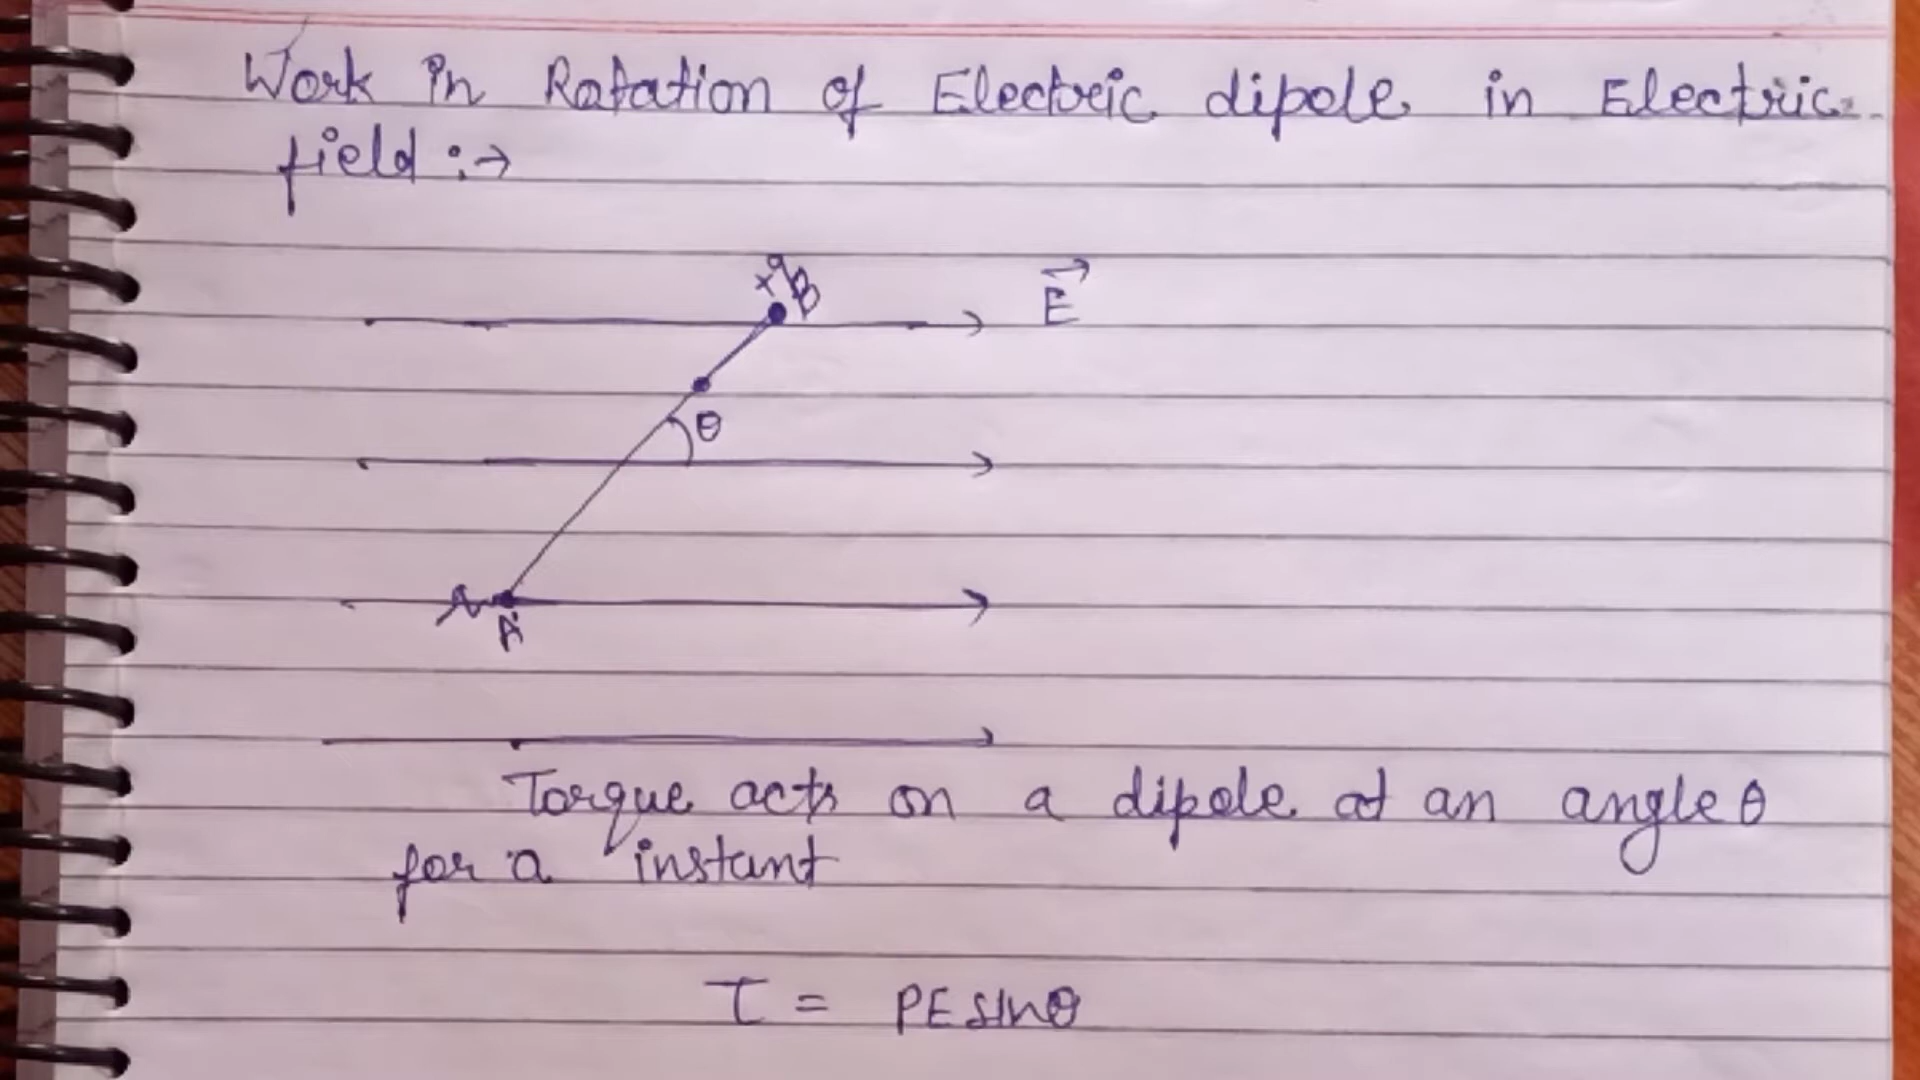 Work in Rotation of Electric dipole in Electric
field :→
+q B
E
θ
A
Torque acts on a dipole at an angle θ
for a instant
τ = PE sinθ